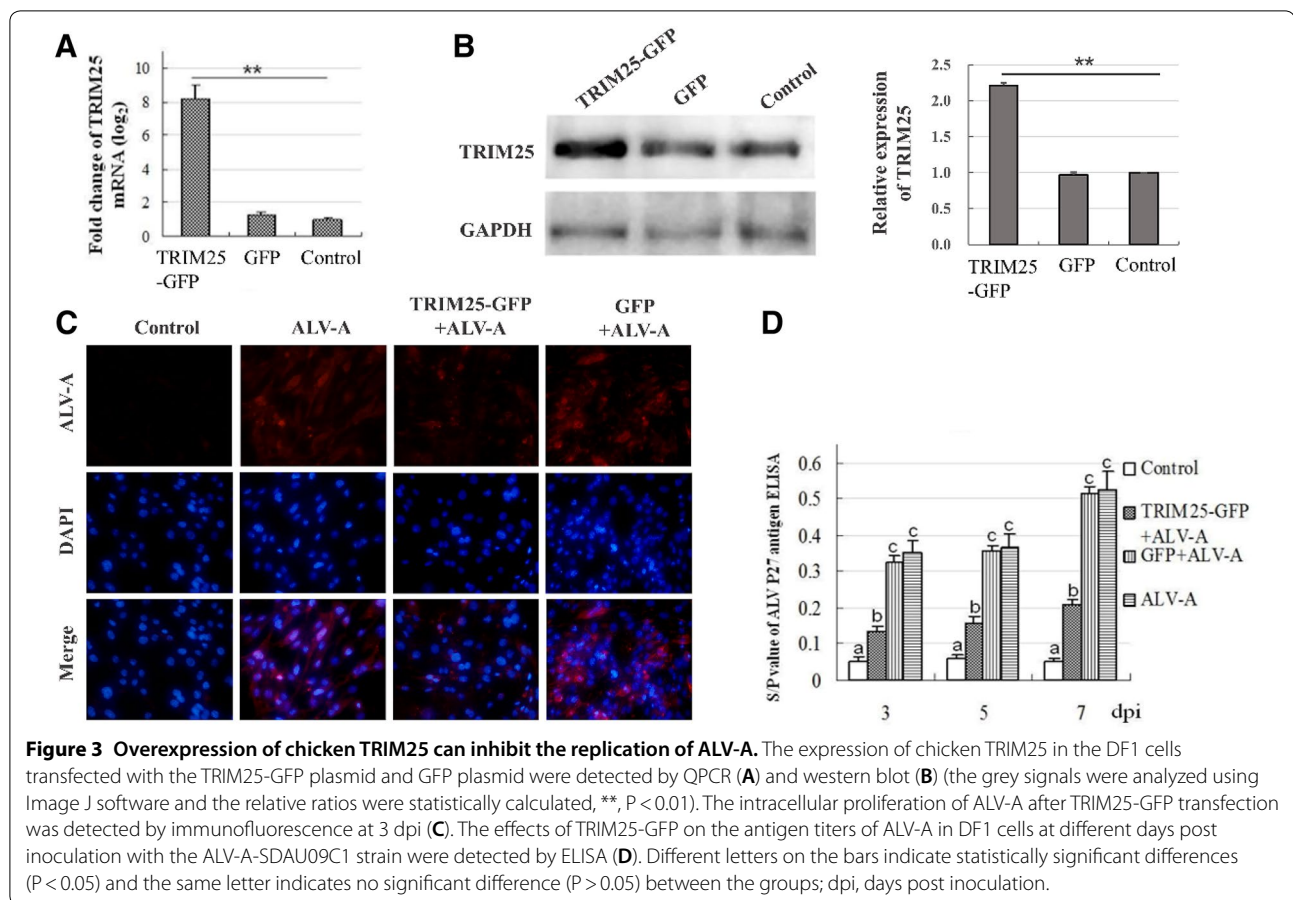 A
Fold change of TRIM25
mRNA (log2)
10
8
6
4
2
0
**
TRIM25
-GFP
GFP
Control
B
TRIM25-GFP
GFP
Control
TRIM25
GAPDH
Relative expression
of TRIM25
2.5
2.0
1.5
1.0
0.5
0.0
**
TRIM25
-GFP
GFP
Control
C
Control
ALV-A
TRIM25-GFP
+ALV-A
GFP
+ALV-A
ALV-A
DAPI
Merge
D
S/P value of ALV P27 antigen ELISA
0.6
0.5
0.4
0.3
0.2
0.1
0
a b c c
a b c c
a b c c
3 5 7 dpi
Control
TRIM25-GFP
+ALV-A
GFP+ALV-A
ALV-A
Figure 3 Overexpression of chicken TRIM25 can inhibit the replication of ALV-A. The expression of chicken TRIM25 in the DF1 cells
transfected with the TRIM25-GFP plasmid and GFP plasmid were detected by QPCR (A) and western blot (B) (the grey signals were analyzed using
Image J software and the relative ratios were statistically calculated, **, P < 0.01). The intracellular proliferation of ALV-A after TRIM25-GFP transfection
was detected by immunofluorescence at 3 dpi (C). The effects of TRIM25-GFP on the antigen titers of ALV-A in DF1 cells at different days post
inoculation with the ALV-A-SDAU09C1 strain were detected by ELISA (D). Different letters on the bars indicate statistically significant differences
(P < 0.05) and the same letter indicates no significant difference (P > 0.05) between the groups; dpi, days post inoculation.